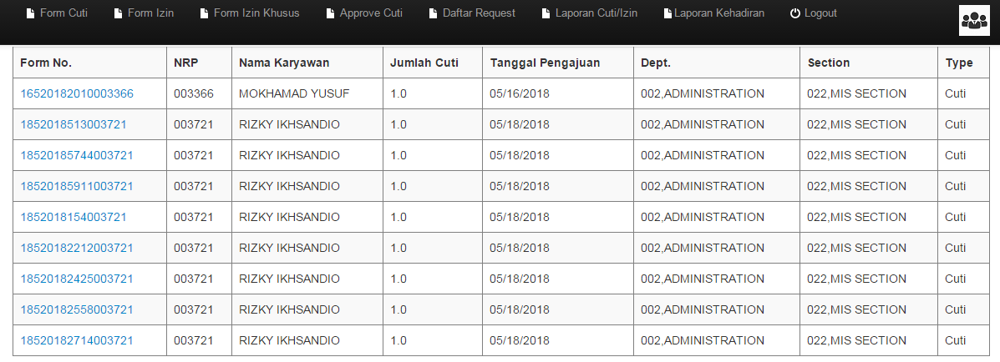 Form Cuti Form Izin Form Izin Khusus Approve Cuti Daftar Request Laporan Cuti/Izin Laporan Kehadiran Logout
Form No. NRP Nama Karyawan Jumlah Cuti Tanggal Pengajuan Dept. Section Type
16520182010003366 003366 MOKHAMAD YUSUF 1.0 05/16/2018 002,ADMINISTRATION 022,MIS SECTION Cuti
1852018513003721 003721 RIZKY IKHSANDIO 1.0 05/18/2018 002,ADMINISTRATION 022,MIS SECTION Cuti
18520185744003721 003721 RIZKY IKHSANDIO 1.0 05/18/2018 002,ADMINISTRATION 022,MIS SECTION Cuti
18520185911003721 003721 RIZKY IKHSANDIO 1.0 05/18/2018 002,ADMINISTRATION 022,MIS SECTION Cuti
1852018154003721 003721 RIZKY IKHSANDIO 1.0 05/18/2018 002,ADMINISTRATION 022,MIS SECTION Cuti
18520182212003721 003721 RIZKY IKHSANDIO 1.0 05/18/2018 002,ADMINISTRATION 022,MIS SECTION Cuti
18520182425003721 003721 RIZKY IKHSANDIO 1.0 05/18/2018 002,ADMINISTRATION 022,MIS SECTION Cuti
18520182558003721 003721 RIZKY IKHSANDIO 1.0 05/18/2018 002,ADMINISTRATION 022,MIS SECTION Cuti
18520182714003721 003721 RIZKY IKHSANDIO 1.0 05/18/2018 002,ADMINISTRATION 022,MIS SECTION Cuti